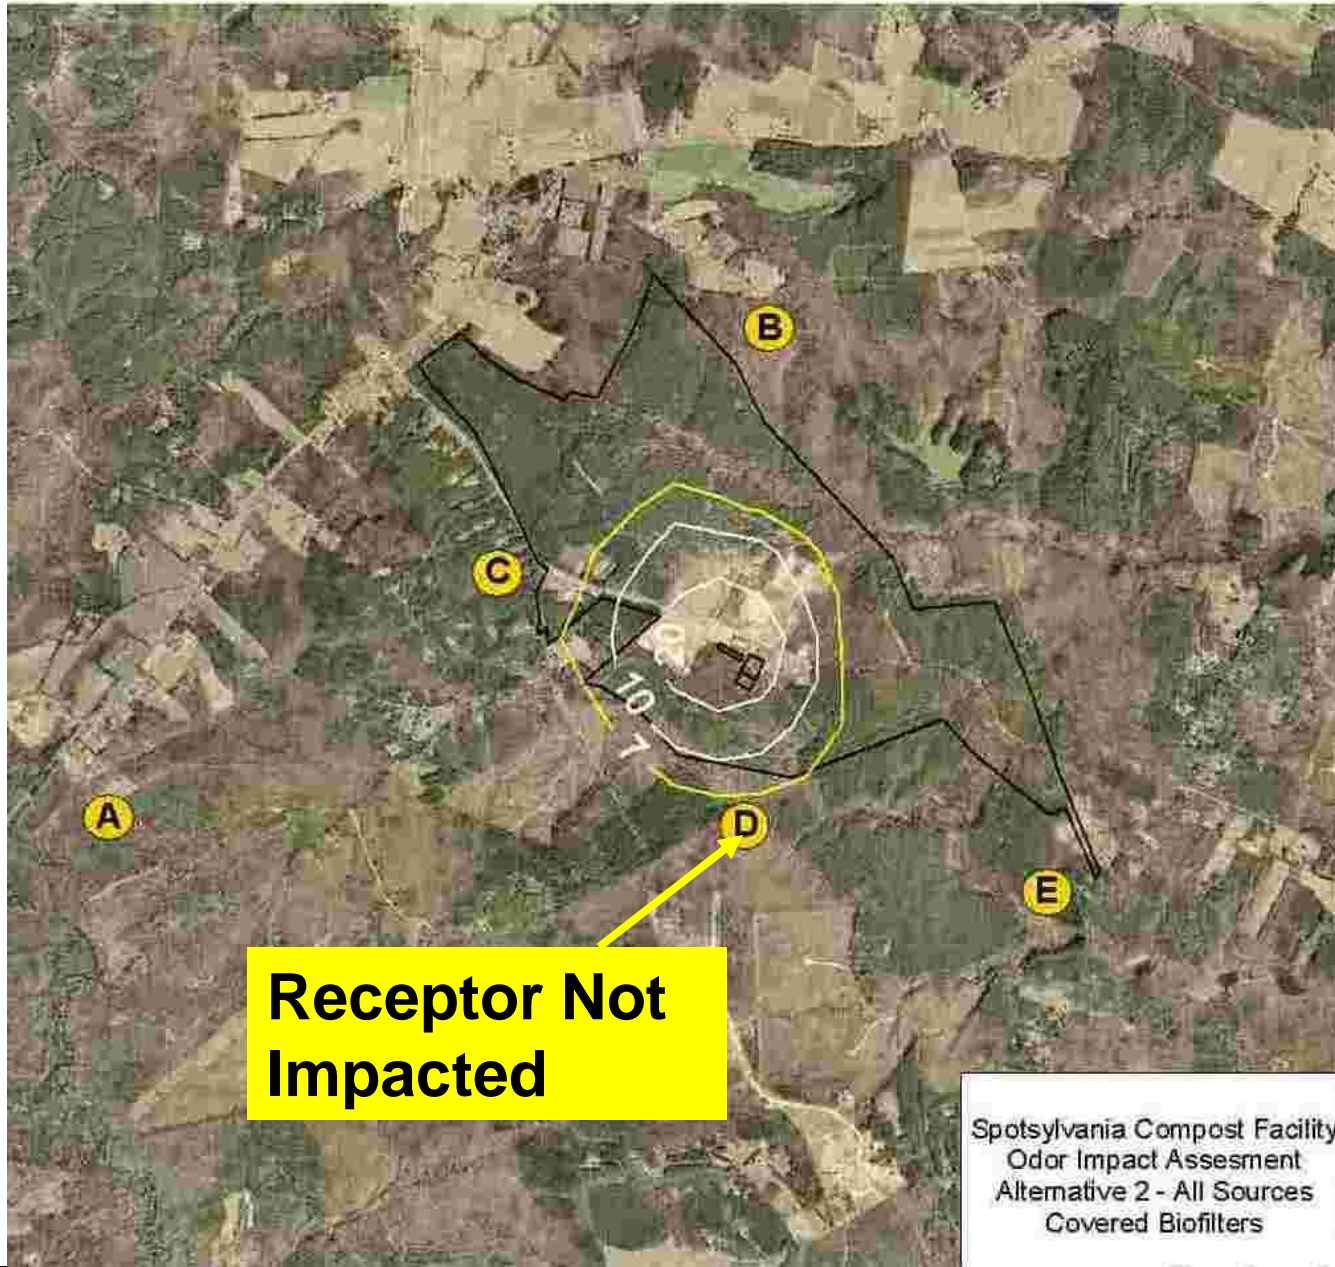 B
C
10
7
A
D
E
Receptor Not
Impacted
Spotsylvania Compost Facility
Odor Impact Assesment
Alternative 2 - All Sources
Covered Biofilters